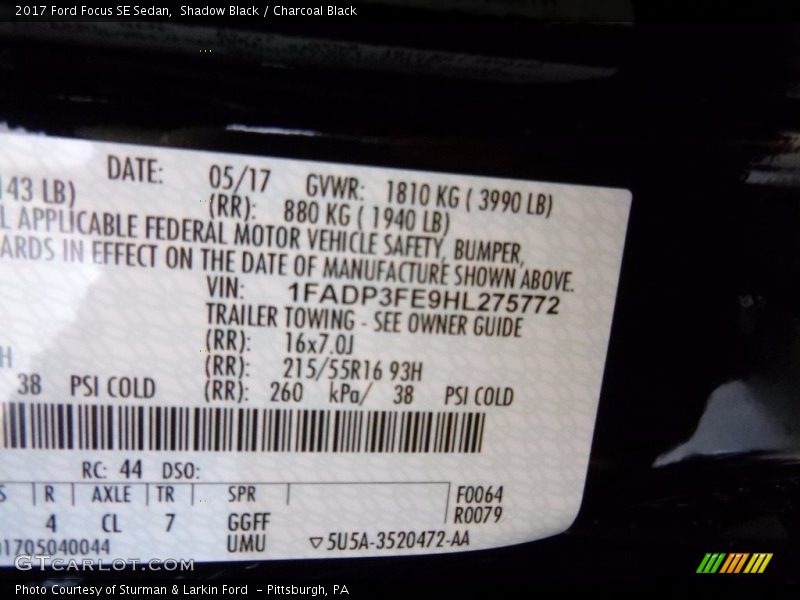 2017 Ford Focus SE Sedan, Shadow Black / Charcoal Black
DATE: 05/17 GVWR: 1810 KG ( 3990 LB)
143 LB) (RR): 880 KG ( 1940 LB)
L APPLICABLE FEDERAL MOTOR VEHICLE SAFETY, BUMPER,
ARDS IN EFFECT ON THE DATE OF MANUFACTURE SHOWN ABOVE.
VIN: 1FADP3FE9HL275772
TRAILER TOWING - SEE OWNER GUIDE
(RR): 16x7.0J
H (RR): 215/55R16 93H
38 PSI COLD (RR): 260 kPa/ 38 PSI COLD
RC: 44 DSO:
S R AXLE TR SPR F0064
4 CL 7 GGFF R0079
1705040044 UMU ▽5U5A-3520472-AA
GTCARLOT.COM
Photo Courtesy of Sturman & Larkin Ford - Pittsburgh, PA